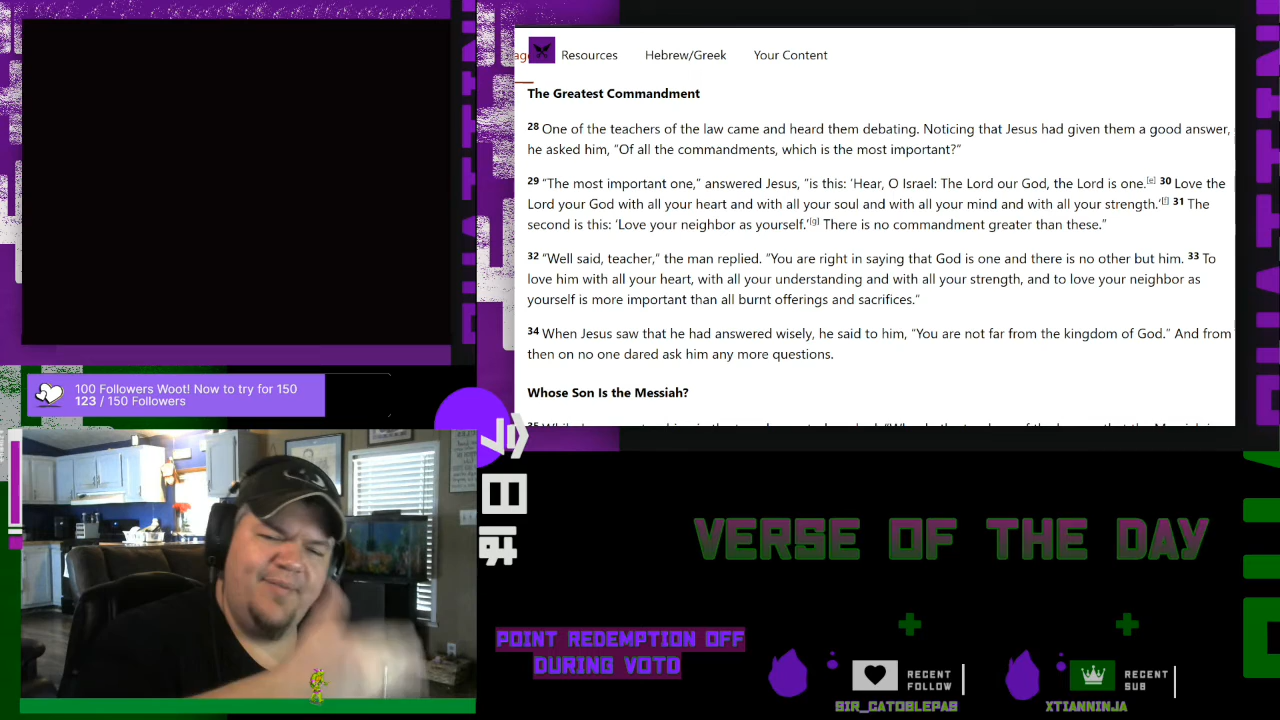 Resources Hebrew/Greek Your Content
The Greatest Commandment
28 One of the teachers of the law came and heard them debating. Noticing that Jesus had given them a good answer,
he asked him, “Of all the commandments, which is the most important?”
29 “The most important one,” answered Jesus, “is this: ‘Hear, O Israel: The Lord our God, the Lord is one.[e] 30 Love the
Lord your God with all your heart and with all your soul and with all your mind and with all your strength.’[f] 31 The
second is this: ‘Love your neighbor as yourself.’[g] There is no commandment greater than these.”
32 “Well said, teacher,” the man replied. “You are right in saying that God is one and there is no other but him. 33 To
love him with all your heart, with all your understanding and with all your strength, and to love your neighbor as
yourself is more important than all burnt offerings and sacrifices.”
34 When Jesus saw that he had answered wisely, he said to him, “You are not far from the kingdom of God.” And from
then on no one dared ask him any more questions.
Whose Son Is the Messiah?
100 Followers Woot! Now to try for 150
123 / 150 Followers
VERSE OF THE DAY
POINT REDEMPTION OFF
DURING VOTD
RECENT
FOLLOW
SIR_CATOBLEPAS
RECENT
SUB
XTIANNINJA